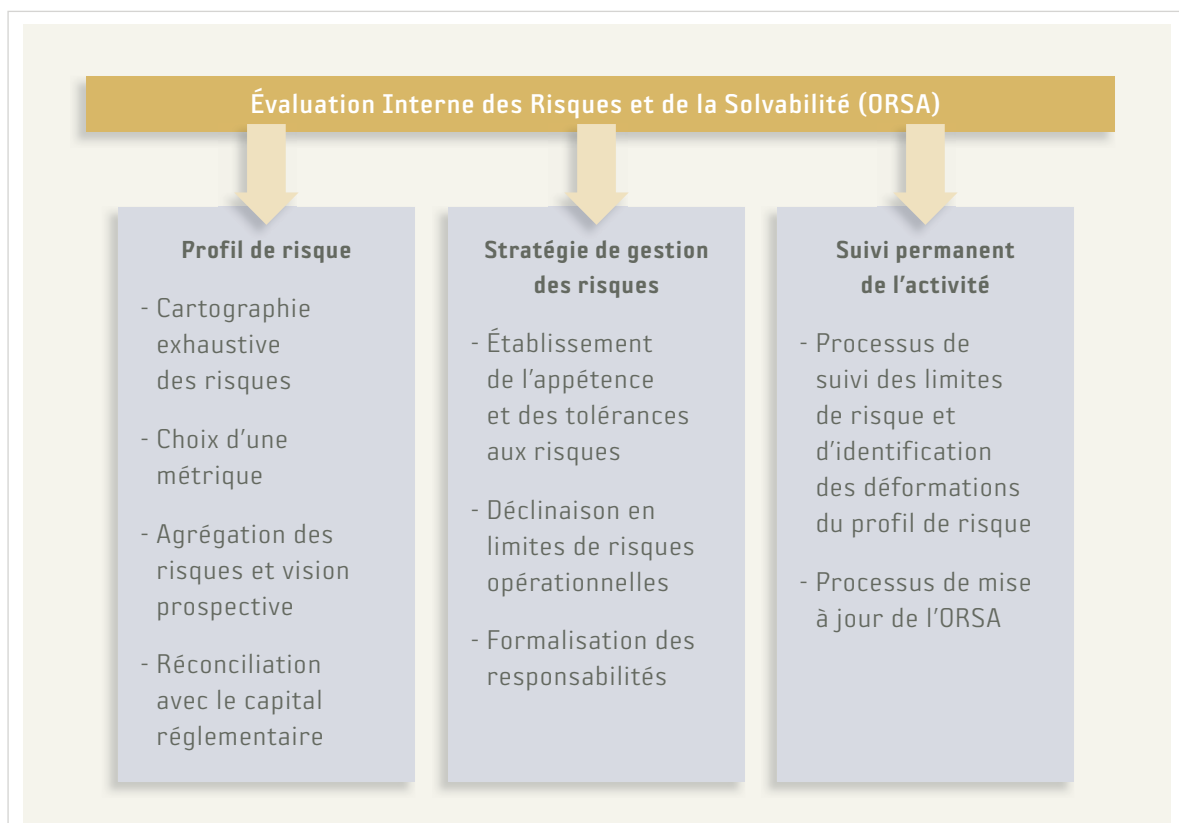 Évaluation Interne des Risques et de la Solvabilité (ORSA)
Profil de risque
- Cartographie
exhaustive
des risques
- Choix d'une
métrique
- Agrégation des
risques et vision
prospective
- Réconciliation
avec le capital
réglementaire
Stratégie de gestion
des risques
- Établissement
de l'appétence
et des tolérances
aux risques
- Déclinaison en
limites de risques
opérationnelles
- Formalisation des
responsabilités
Suivi permanent
de l'activité
- Processus de
suivi des limites
de risque et
d'identification
des déformations
du profil de risque
- Processus de mise
à jour de l'ORSA